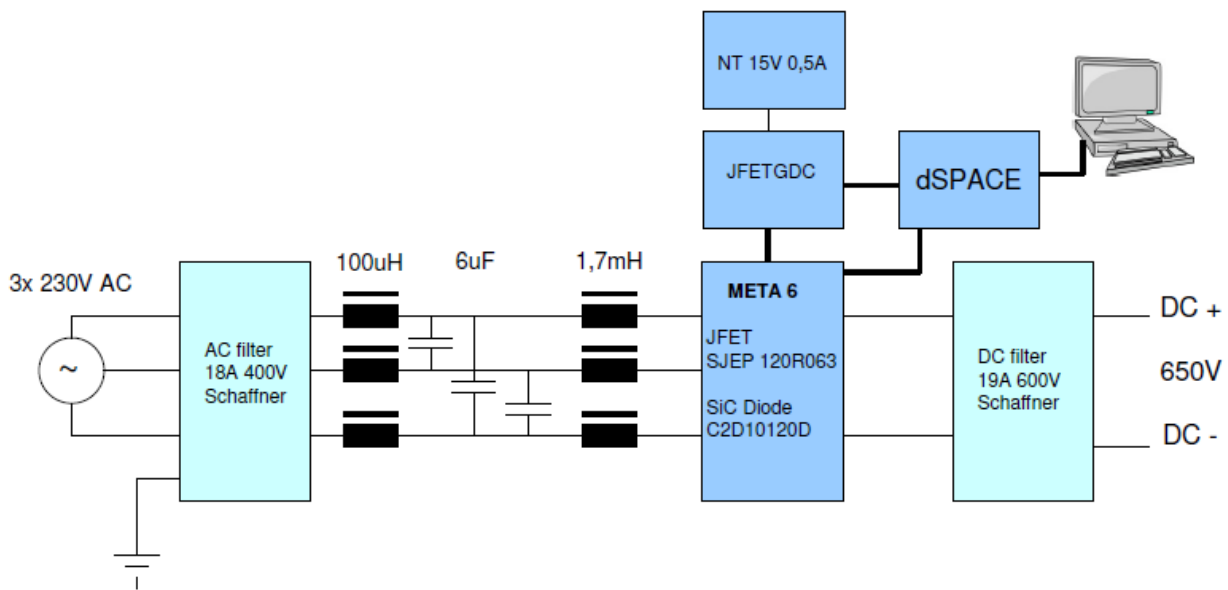 NT 15V 0,5A
JFETGDC
dSPACE
100uH
6uF
1,7mH
3x 230V AC
~
AC filter
18A 400V
Schaffner
META 6
JFET
SJEP 120R063
SiC Diode
C2D10120D
DC filter
19A 600V
Schaffner
DC +
650V
DC -